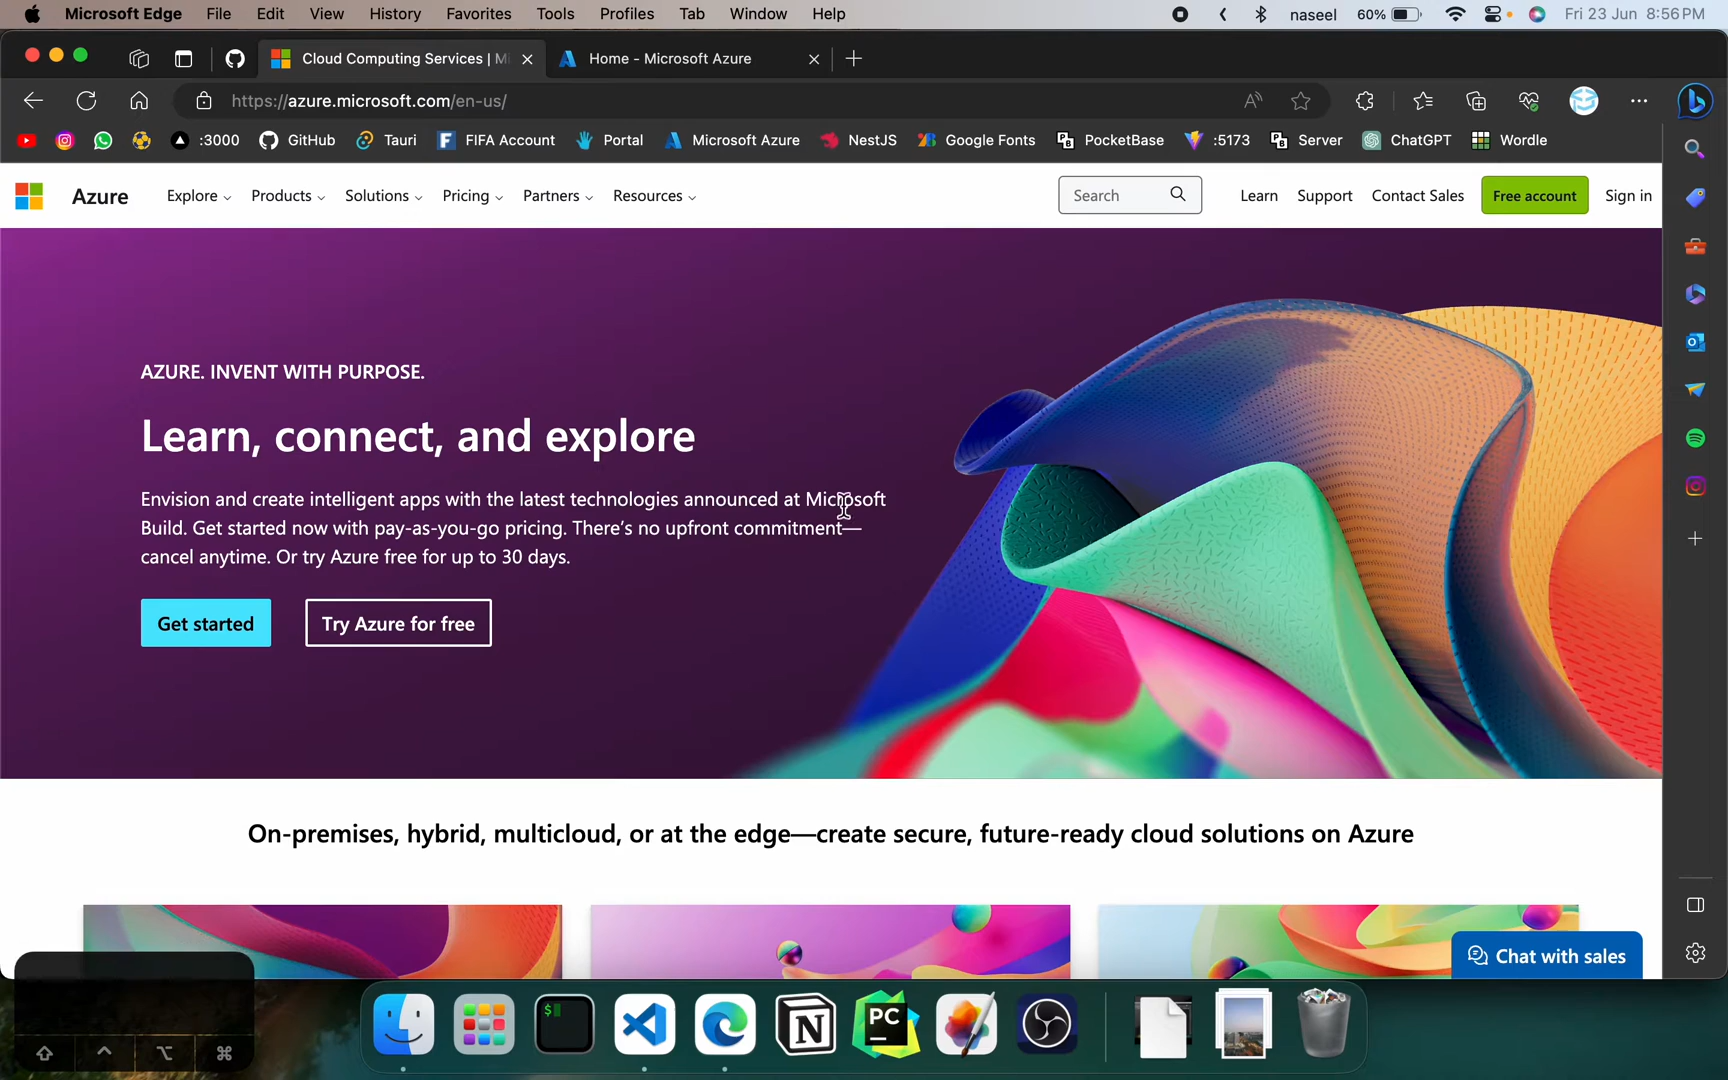 Microsoft Edge File Edit View History Favorites Tools Profiles Tab Window Help naseel 60% Fri 23 Jun 8:56PM
Cloud Computing Services | Mi Home - Microsoft Azure
https://azure.microsoft.com/en-us/
:3000 GitHub Tauri FIFA Account Portal Microsoft Azure NestJS Google Fonts PocketBase :5173 Server ChatGPT Wordle
Azure Explore Products Solutions Pricing Partners Resources Search Learn Support Contact Sales Free account Sign in
AZURE. INVENT WITH PURPOSE.
Learn, connect, and explore
Envision and create intelligent apps with the latest technologies announced at Microsoft
Build. Get started now with pay-as-you-go pricing. There's no upfront commitment—
cancel anytime. Or try Azure free for up to 30 days.
Get started Try Azure for free
On-premises, hybrid, multicloud, or at the edge—create secure, future-ready cloud solutions on Azure
Chat with sales
PC